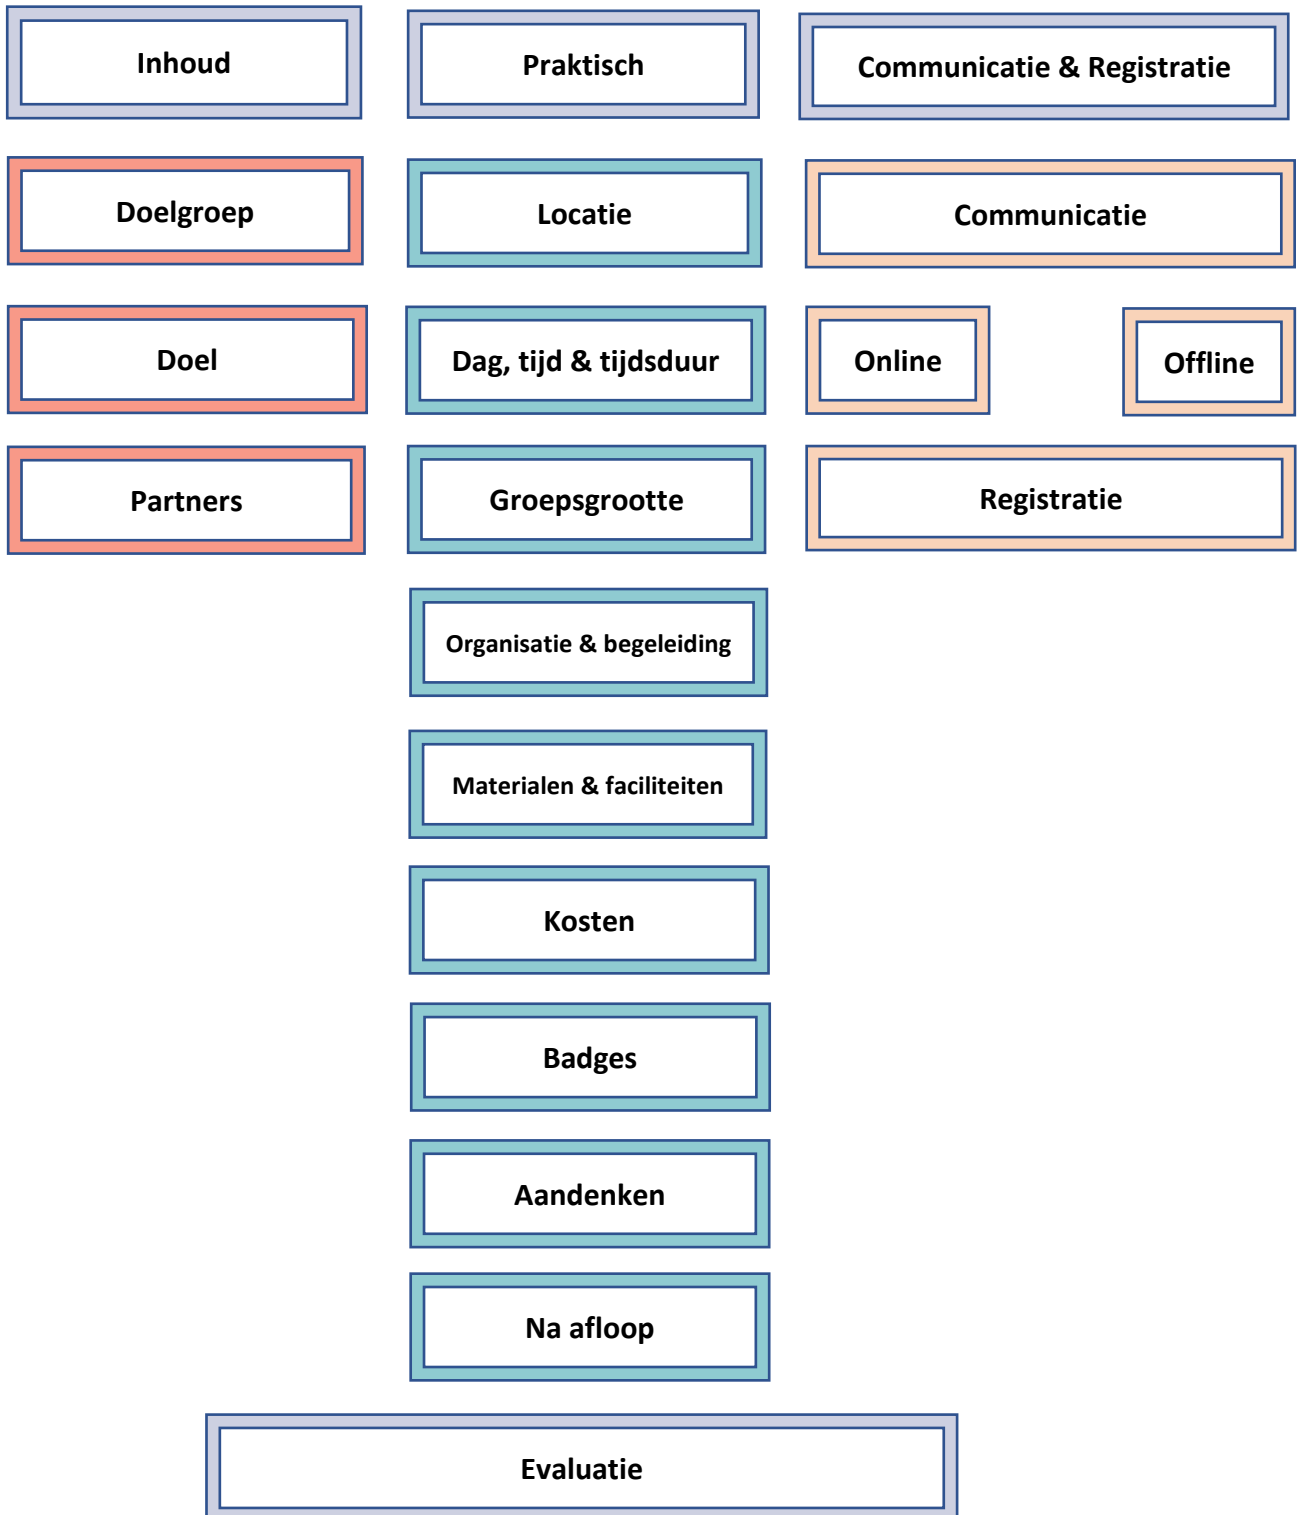 Inhoud
Praktisch
Communicatie & Registratie
Doelgroep
Locatie
Communicatie
Doel
Dag, tijd & tijdsduur
Online
Offline
Partners
Groepsgrootte
Registratie
Organisatie & begeleiding
Materialen & faciliteiten
Kosten
Badges
Aandenken
Na afloop
Evaluatie